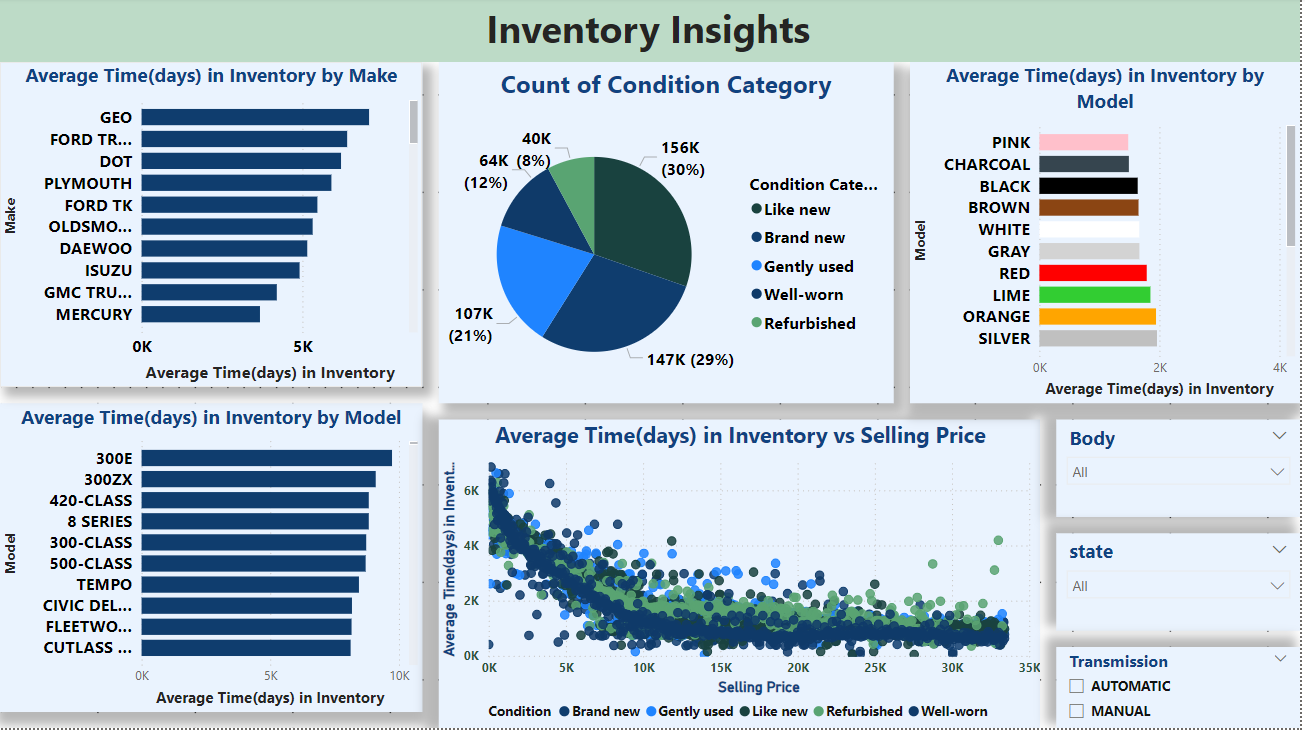 Inventory Insights
Average Time(days) in Inventory by Make
Make
GEO
FORD TR...
DOT
PLYMOUTH
FORD TK
OLDSMO...
DAEWOO
ISUZU
GMC TRU...
MERCURY
0K 5K
Average Time(days) in Inventory
Count of Condition Category
40K
(8%)
64K
(12%)
156K
(30%)
107K
(21%)
147K (29%)
Condition Cate...
Like new
Brand new
Gently used
Well-worn
Refurbished
Average Time(days) in Inventory by
Model
Model
PINK
CHARCOAL
BLACK
BROWN
WHITE
GRAY
RED
LIME
ORANGE
SILVER
0K 2K 4K
Average Time(days) in Inventory
Average Time(days) in Inventory by Model
Model
300E
300ZX
420-CLASS
8 SERIES
300-CLASS
500-CLASS
TEMPO
CIVIC DEL...
FLEETWO...
CUTLASS ...
0K 5K 10K
Average Time(days) in Inventory
Average Time(days) in Inventory vs Selling Price
Average Time(days) in Invent...
6K
4K
2K
0K
0K 5K 10K 15K 20K 25K 30K 35K
Selling Price
Condition Brand new Gently used Like new Refurbished Well-worn
Body
All
state
All
Transmission
AUTOMATIC
MANUAL